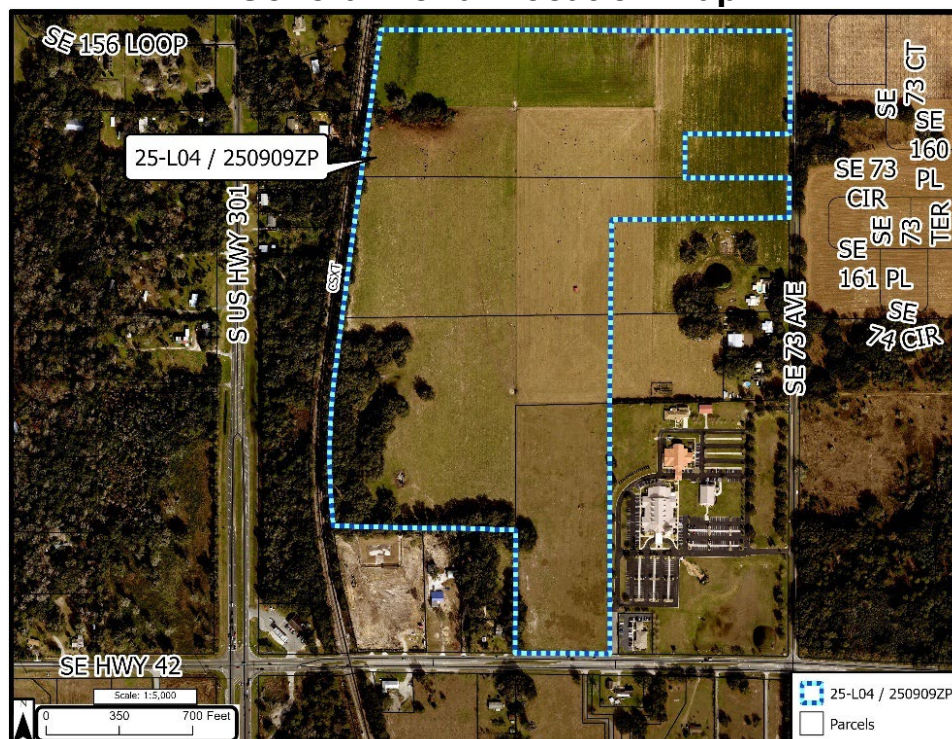 SE 156 LOOP
25-L04 / 250909ZP
S US HWY 301
CSXT
SE 73 CT
SE 160 PL
SE 73 CIR
SE 73 TER
SE 161 PL
SE 74 CIR
SE 73 AVE
SE HWY 42
Scale: 1:5,000
0 350 700 Feet
N
25-L04 / 250909ZP
Parcels